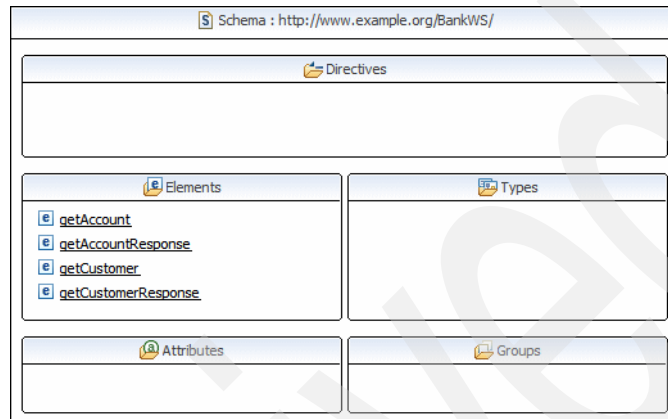 Schema : http://www.example.org/BankWS/
Directives
Elements
Types
getAccount
getAccountResponse
getCustomer
getCustomerResponse
Attributes
Groups